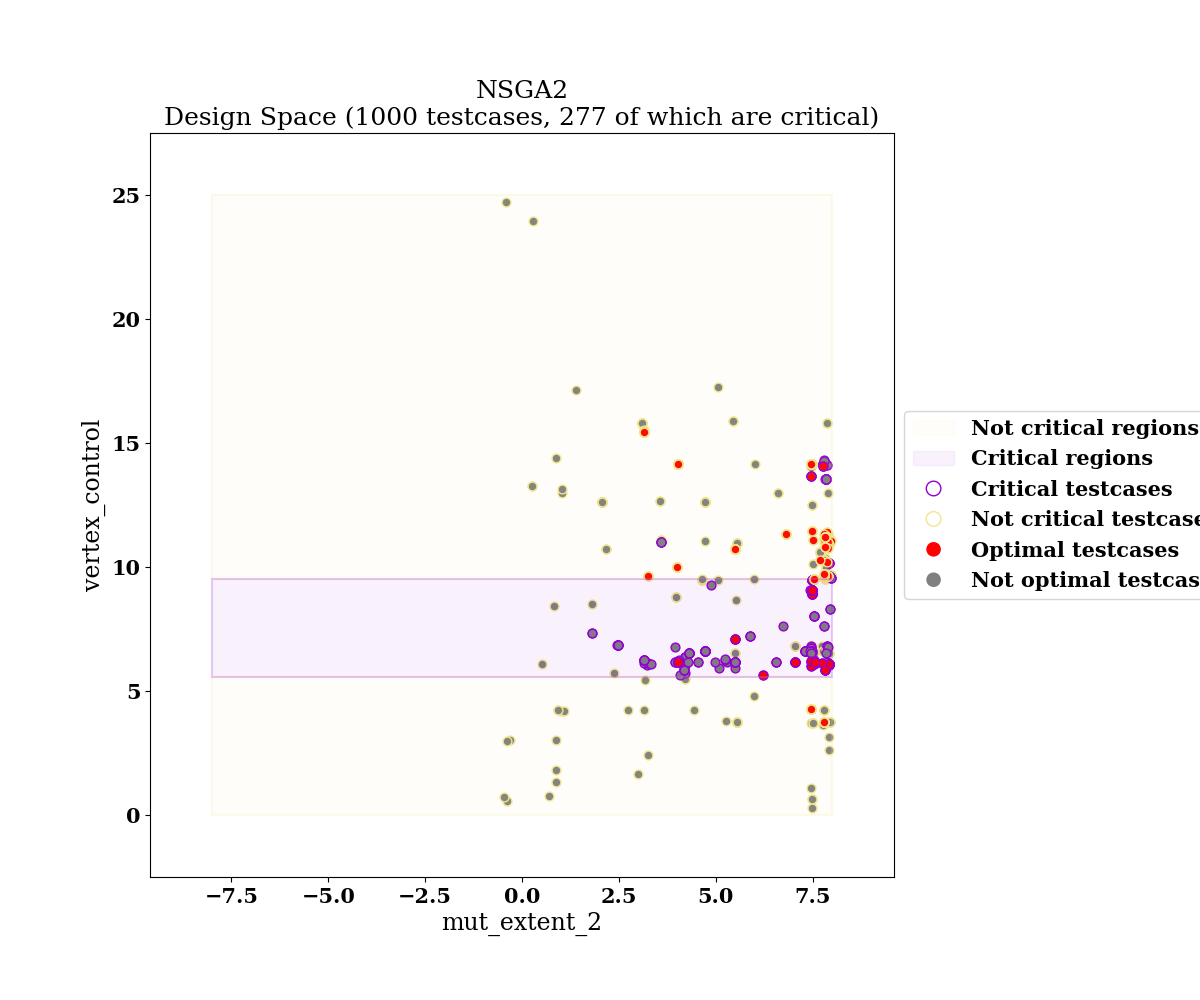 NSGA2
Design Space (1000 testcases, 277 of which are critical)
25
20
15
10
5
0
vertex_control
−7.5
−5.0
−2.5
0.0
2.5
5.0
7.5
mut_extent_2
Not critical regions
Critical regions
Critical testcases
Not critical testcase
Optimal testcases
Not optimal testcas